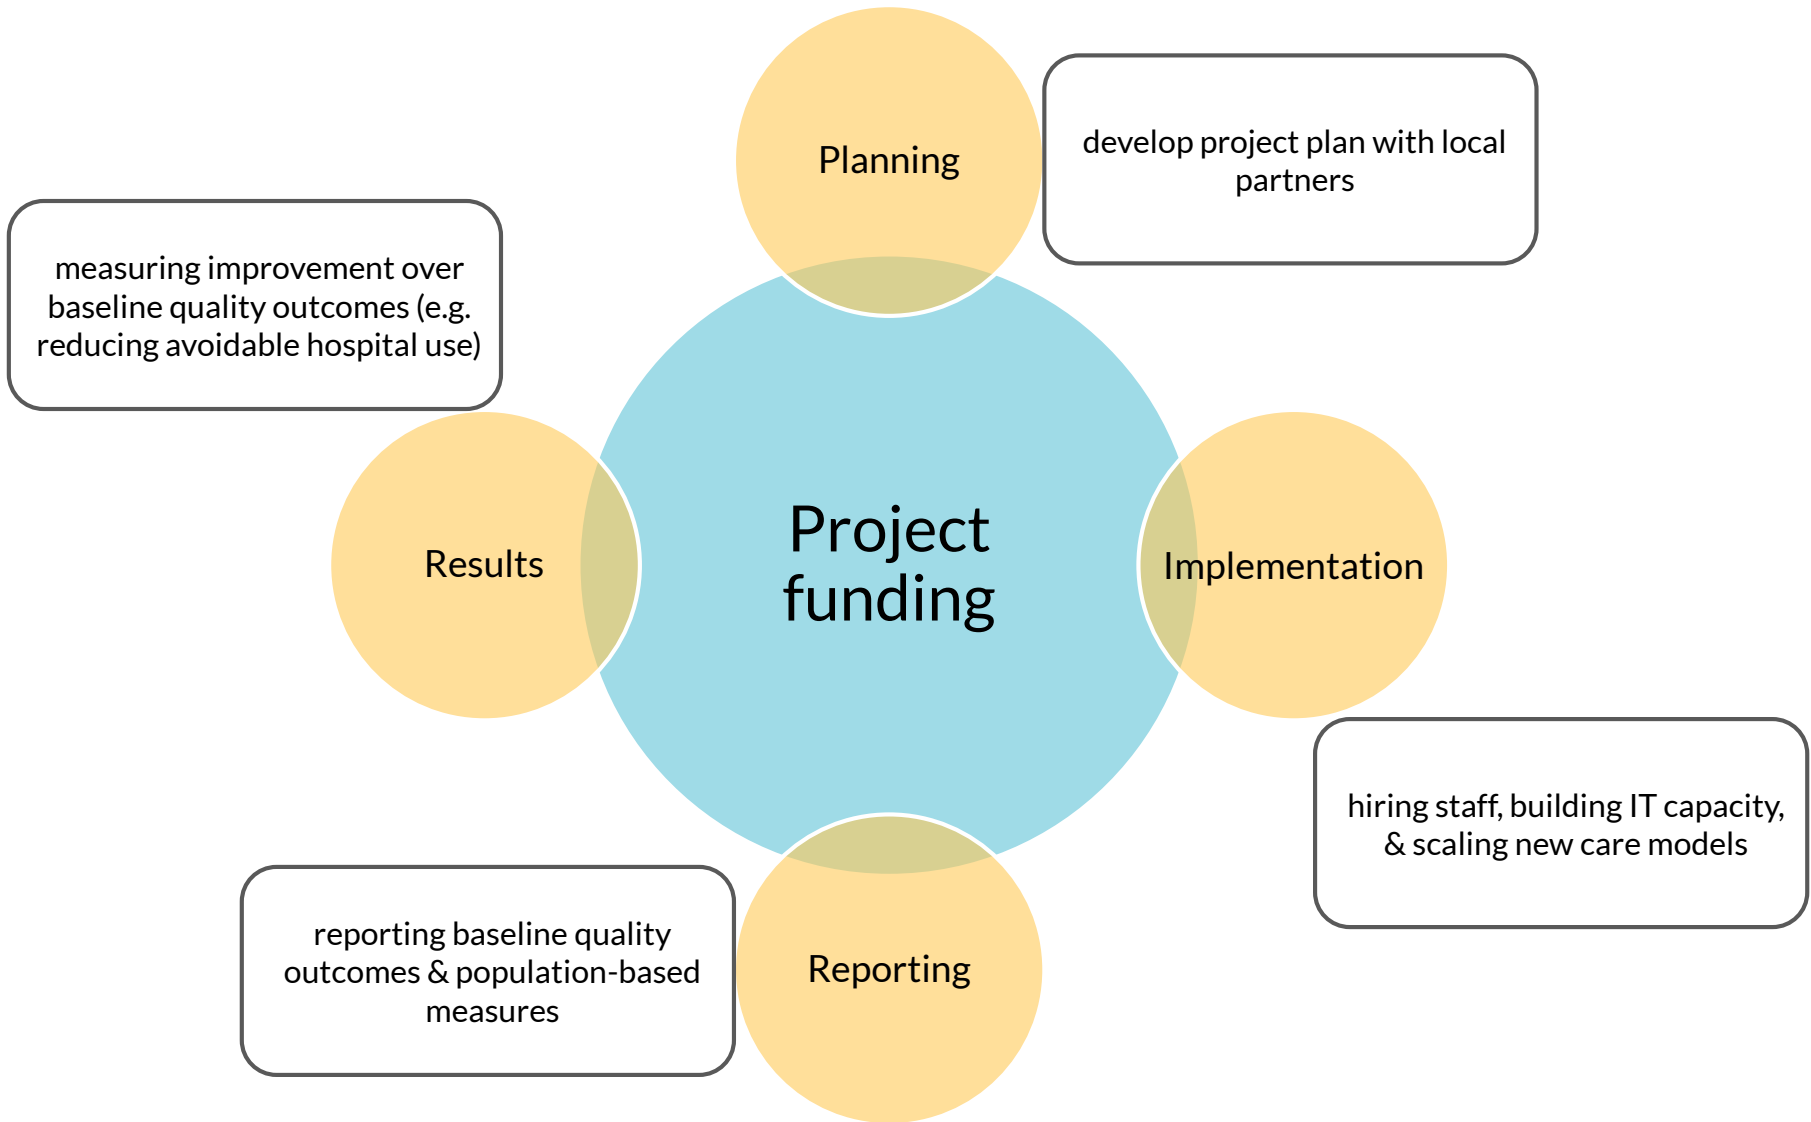 Planning
develop project plan with local
partners
measuring improvement over
baseline quality outcomes (e.g.
reducing avoidable hospital use)
Results
Project
funding
Implementation
hiring staff, building IT capacity,
& scaling new care models
reporting baseline quality
outcomes & population-based
measures
Reporting